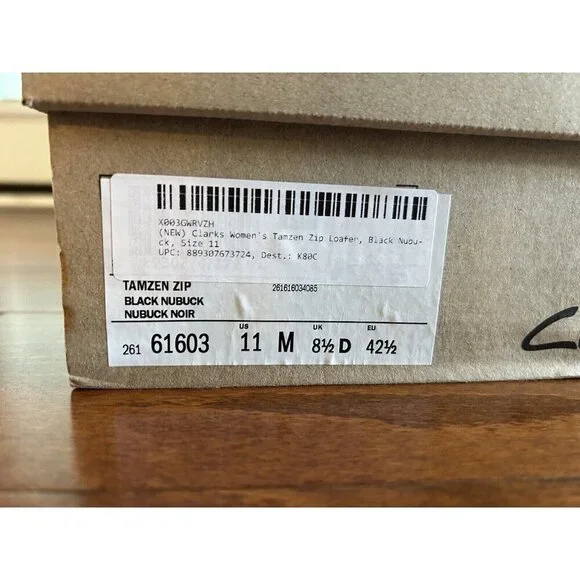 X003GWRVZH
(NEW) Clarks Women's Tamzen Zip Loafer, Black Nubu-
ck, Size 11
UPC: 889307673724, Dest.: K80C
TAMZEN ZIP 261616034085
BLACK NUBUCK
NUBUCK NOIR
US UK EU
261 61603 11 M 8½ D 42½